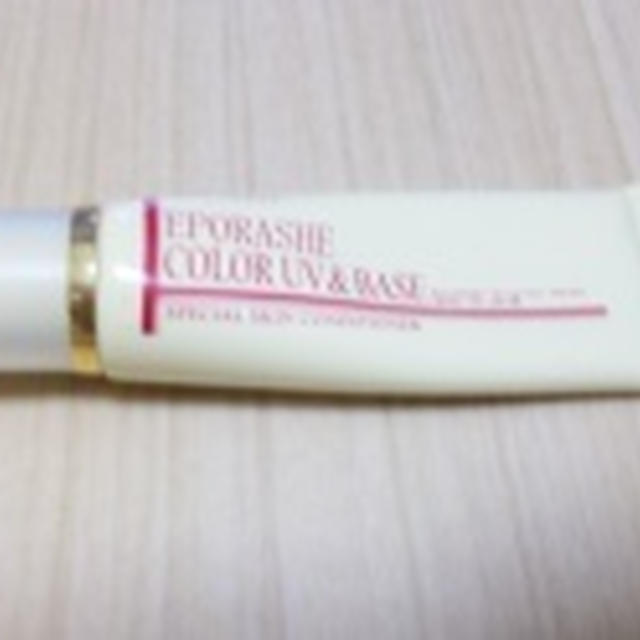 EPORASHE
COLOR UV & BASE
SPECIAL SKIN CONDITIONER